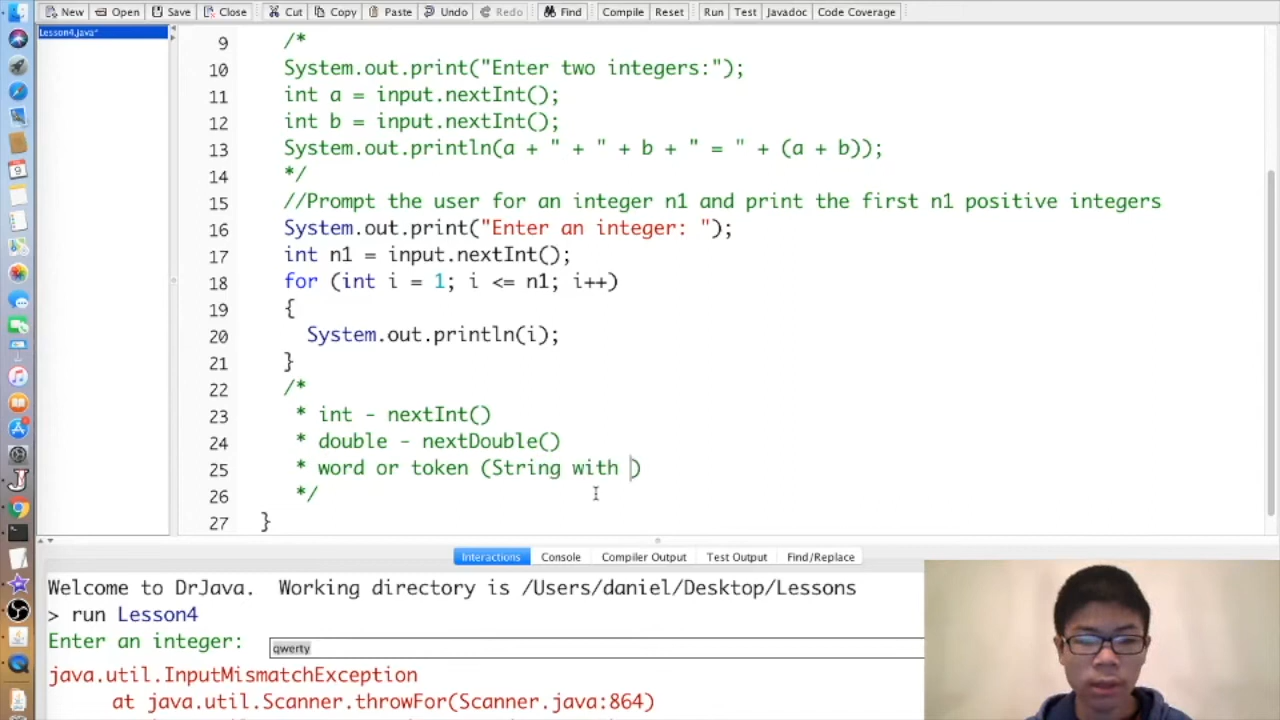 New Open Save Close Cut Copy Paste Undo Redo Find Compile Reset Run Test Javadoc Code Coverage
Lesson4.java*
9 /*
10 System.out.print("Enter two integers:");
11 int a = input.nextInt();
12 int b = input.nextInt();
13 System.out.println(a + " + " + b + " = " + (a + b));
14 */
15 //Prompt the user for an integer n1 and print the first n1 positive integers
16 System.out.print("Enter an integer: ");
17 int n1 = input.nextInt();
18 for (int i = 1; i <= n1; i++)
19 {
20 System.out.println(i);
21 }
22 /*
23 * int - nextInt()
24 * double - nextDouble()
25 * word or token (String with )
26 */
27 }
Interactions Console Compiler Output Test Output Find/Replace
Welcome to DrJava. Working directory is /Users/daniel/Desktop/Lessons
> run Lesson4
Enter an integer: qwerty
java.util.InputMismatchException
at java.util.Scanner.throwFor(Scanner.java:864)